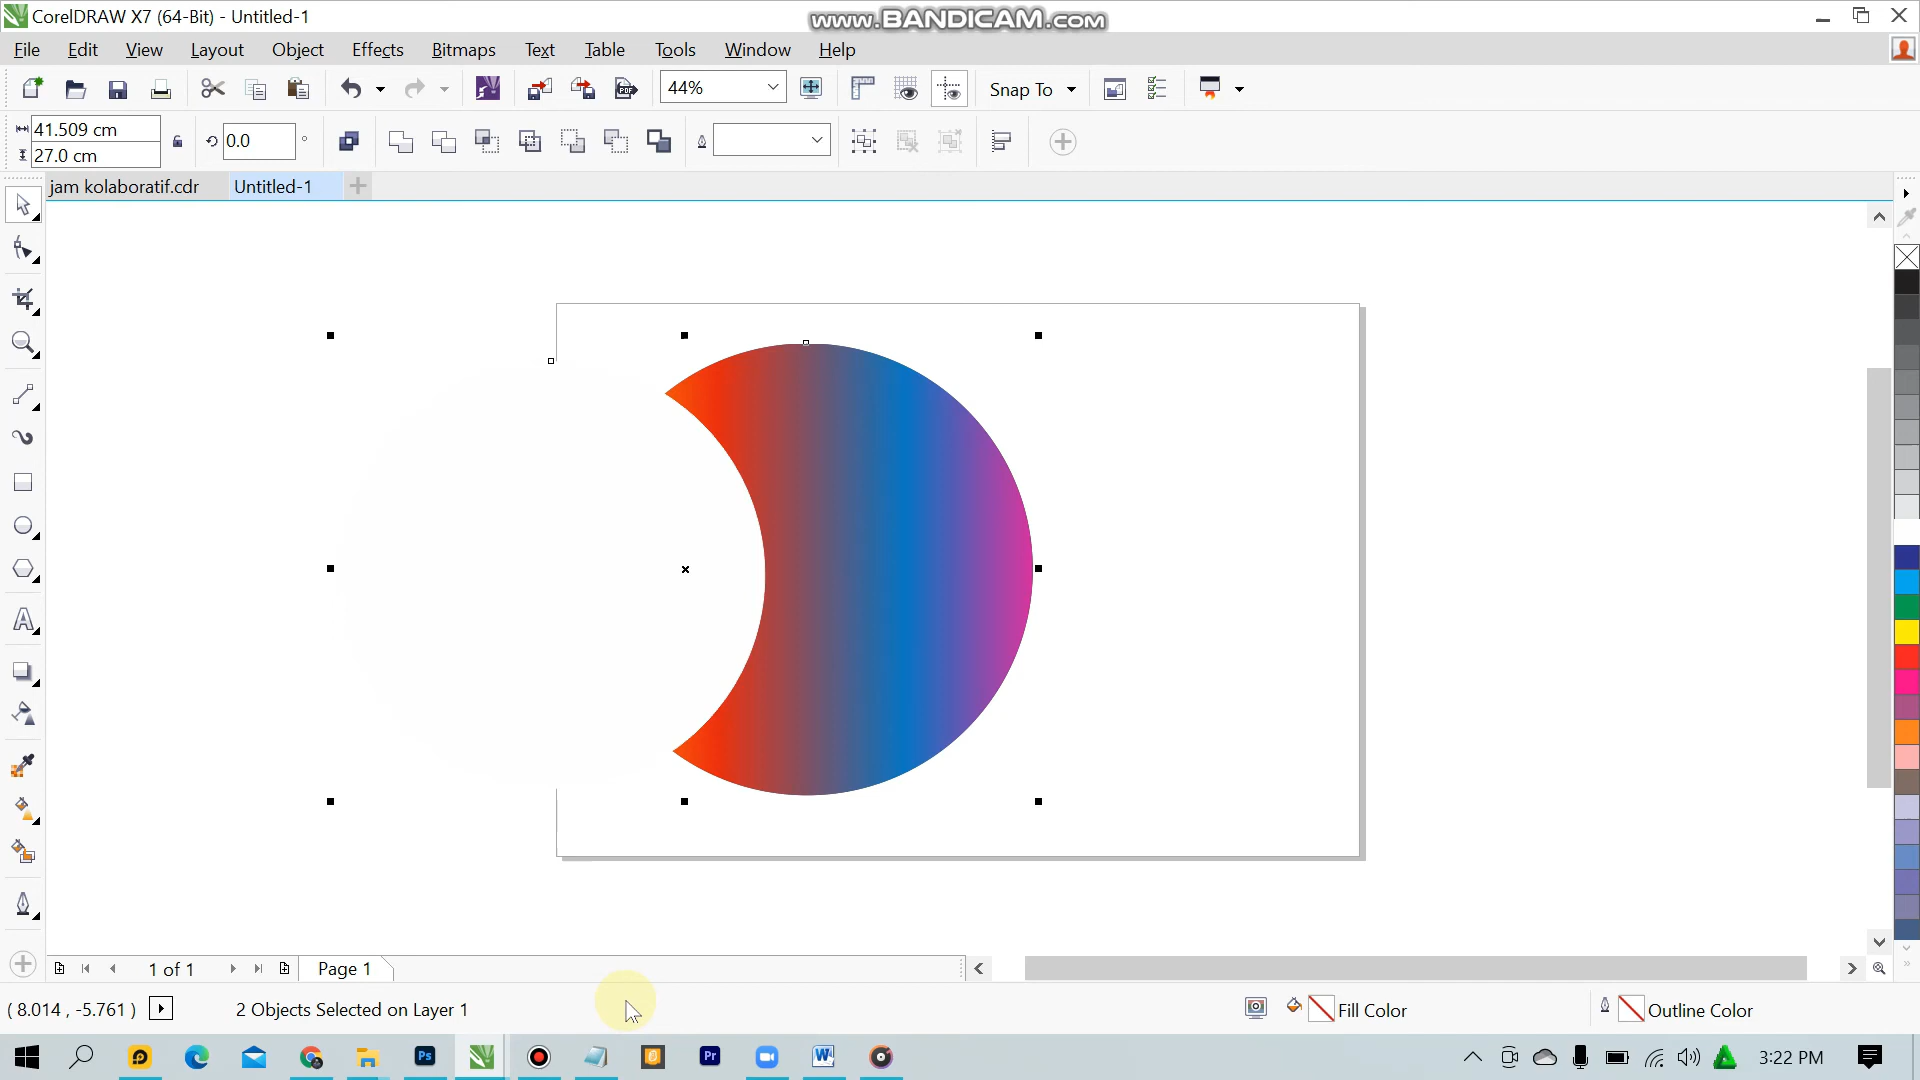 CorelDRAW X7 (64-Bit) - Untitled-1
www.BANDICAM.com
File Edit View Layout Object Effects Bitmaps Text Table Tools Window Help
PDF 44% Snap To
41.509 cm
27.0 cm
0.0 °
jam kolaboratif.cdr Untitled-1
1 of 1 Page 1
( 8.014 , -5.761 ) 2 Objects Selected on Layer 1 Fill Color Outline Color
Ps Pr W 3:22 PM